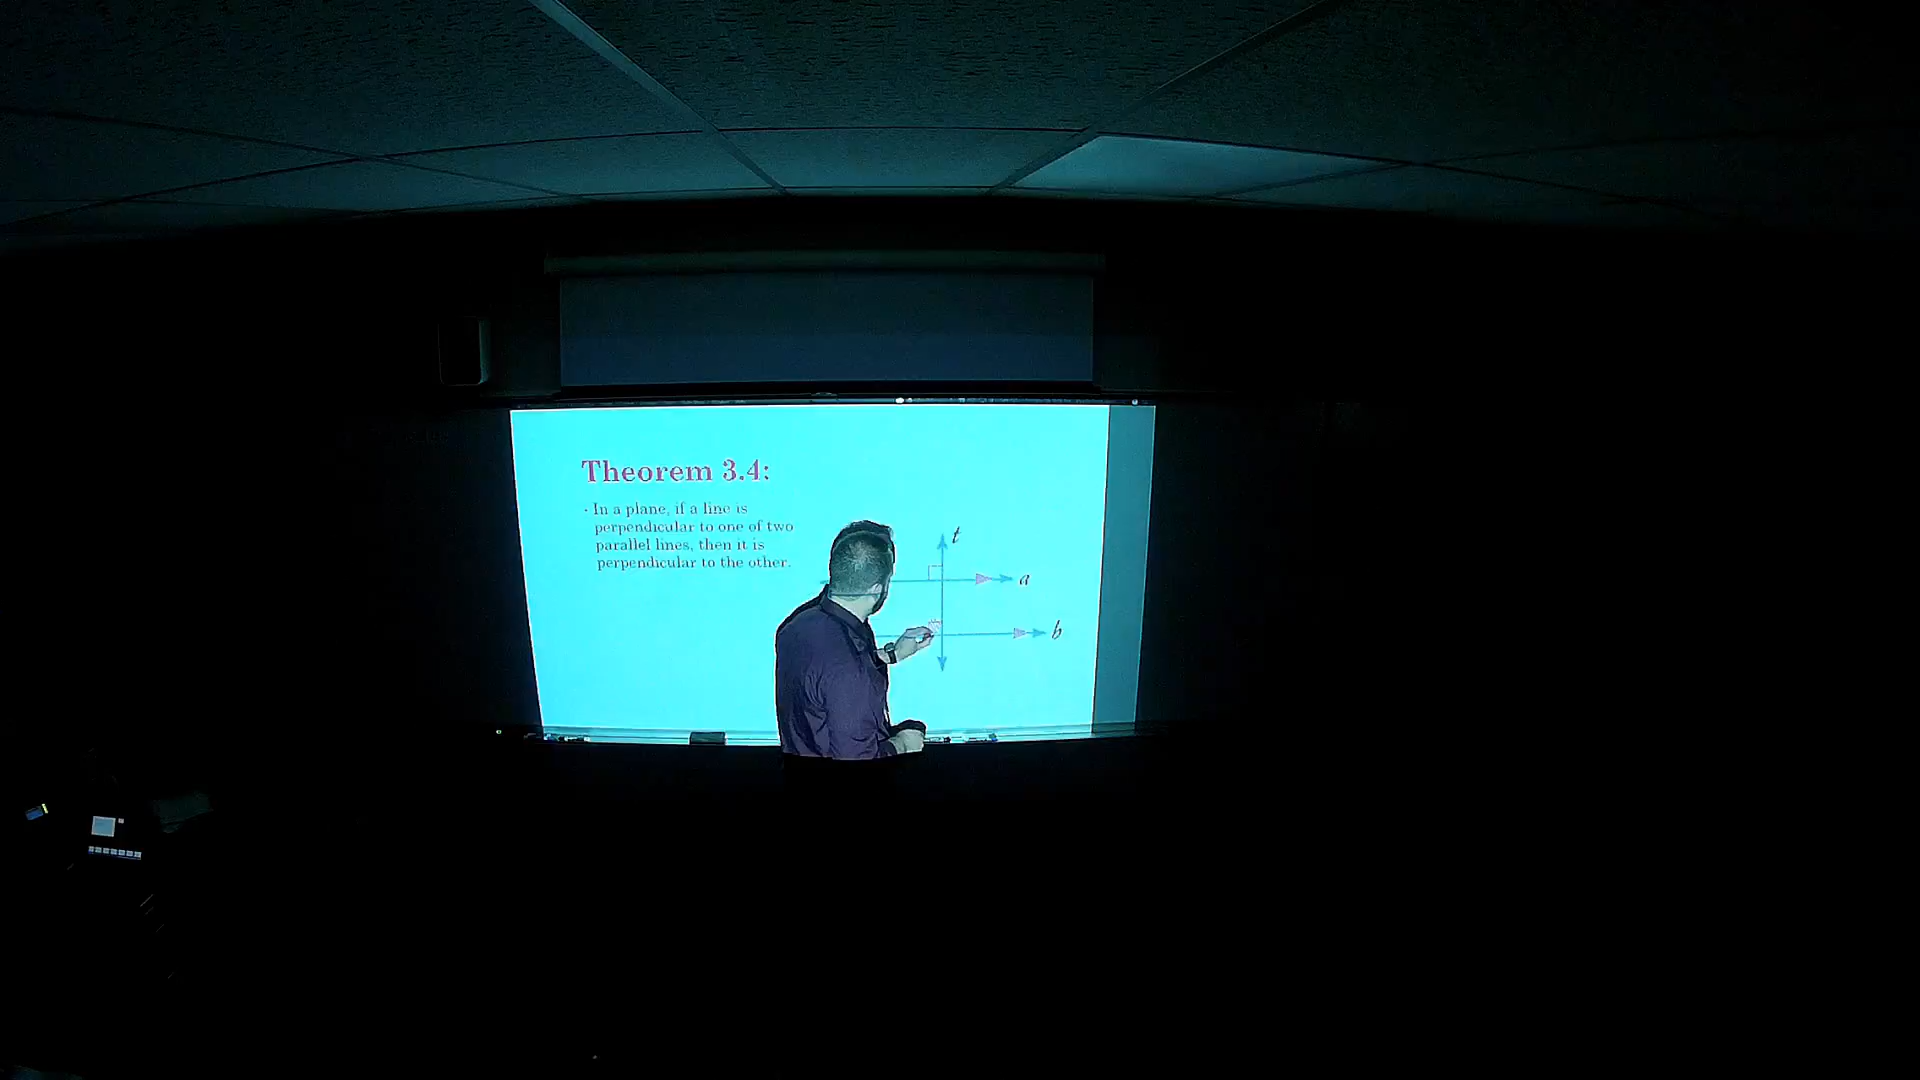 Theorem 3.4:
· In a plane, if a line is
perpendicular to one of two
parallel lines, then it is
perpendicular to the other.
t
a
b